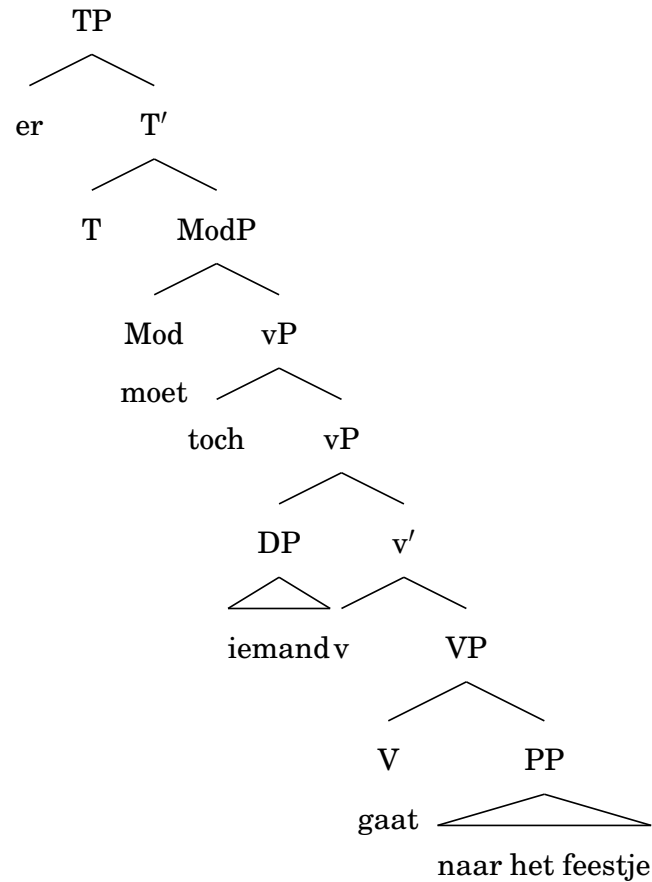 TP
er T′
T ModP
Mod vP
moet
toch vP
DP v′
iemand v VP
V PP
gaat
naar het feestje